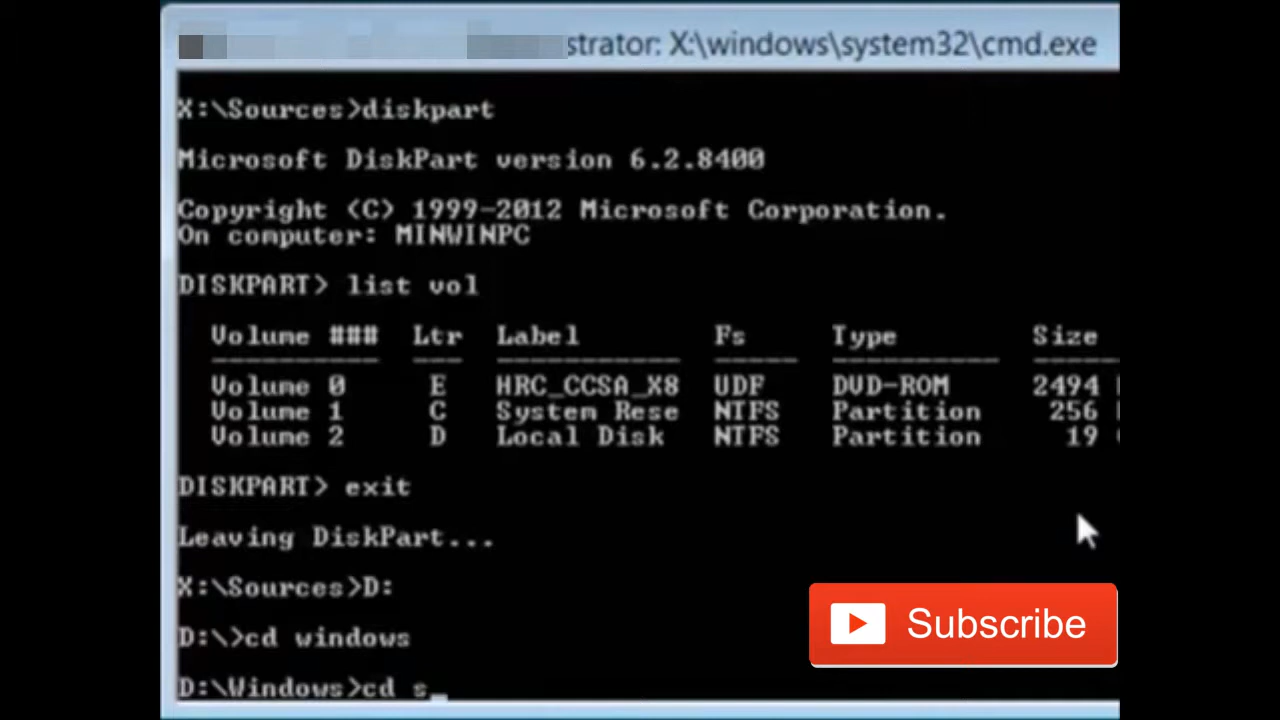 strator: X:\windows\system32\cmd.exe
X:\Sources>diskpart
Microsoft DiskPart version 6.2.8400
Copyright (C) 1999-2012 Microsoft Corporation.
On computer: MINWINPC
DISKPART> list vol
Volume ### Ltr Label Fs Type Size
Volume 0 E HRC_CCSA_X8 UDF DVD-ROM 2494
Volume 1 C System Rese NTFS Partition 256
Volume 2 D Local Disk NTFS Partition 19
DISKPART> exit
Leaving DiskPart...
X:\Sources>D:
D:\>cd windows
D:\Windows>cd s_
Subscribe